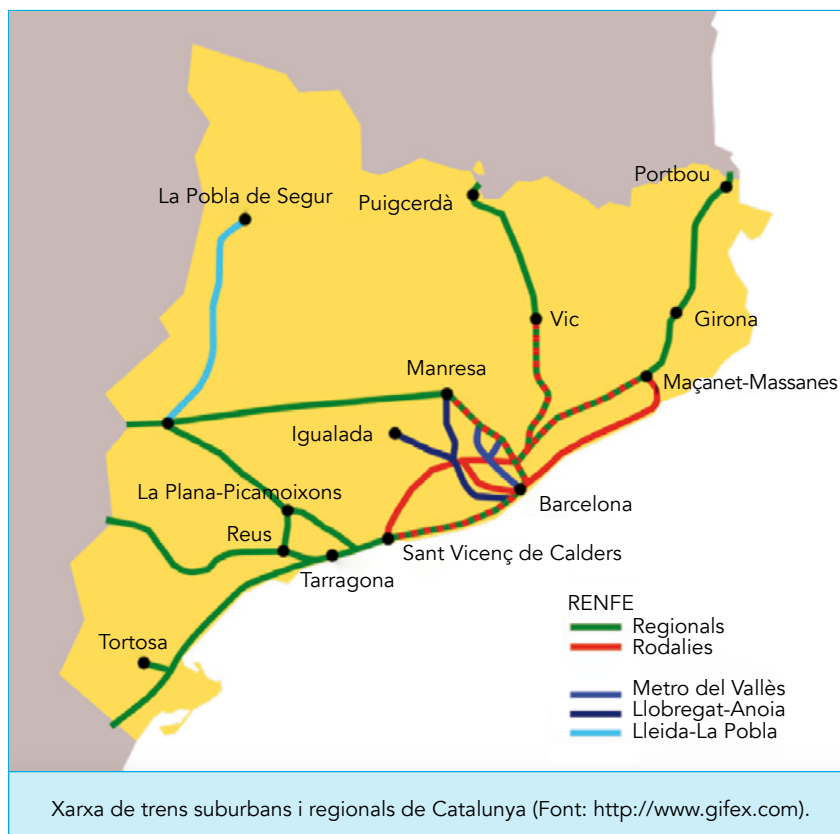 Portbou
La Pobla de Segur
Puigcerdà
Vic
Girona
Manresa
Maçanet-Massanes
Igualada
La Plana-Picamoixons
Barcelona
Reus
Sant Vicenç de Calders
Tarragona
Tortosa
RENFE
Regionals
Rodalies
Metro del Vallès
Llobregat-Anoia
Lleida-La Pobla
Xarxa de trens suburbans i regionals de Catalunya (Font: http://www.gifex.com).